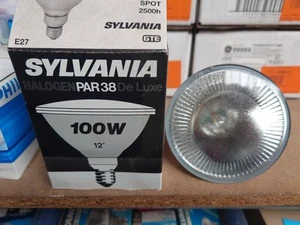 SPOT
2500h
E27
GTE
SYLVANIA
HALOGEN PAR 38 De Luxe
100W
12°
SYLVANIA